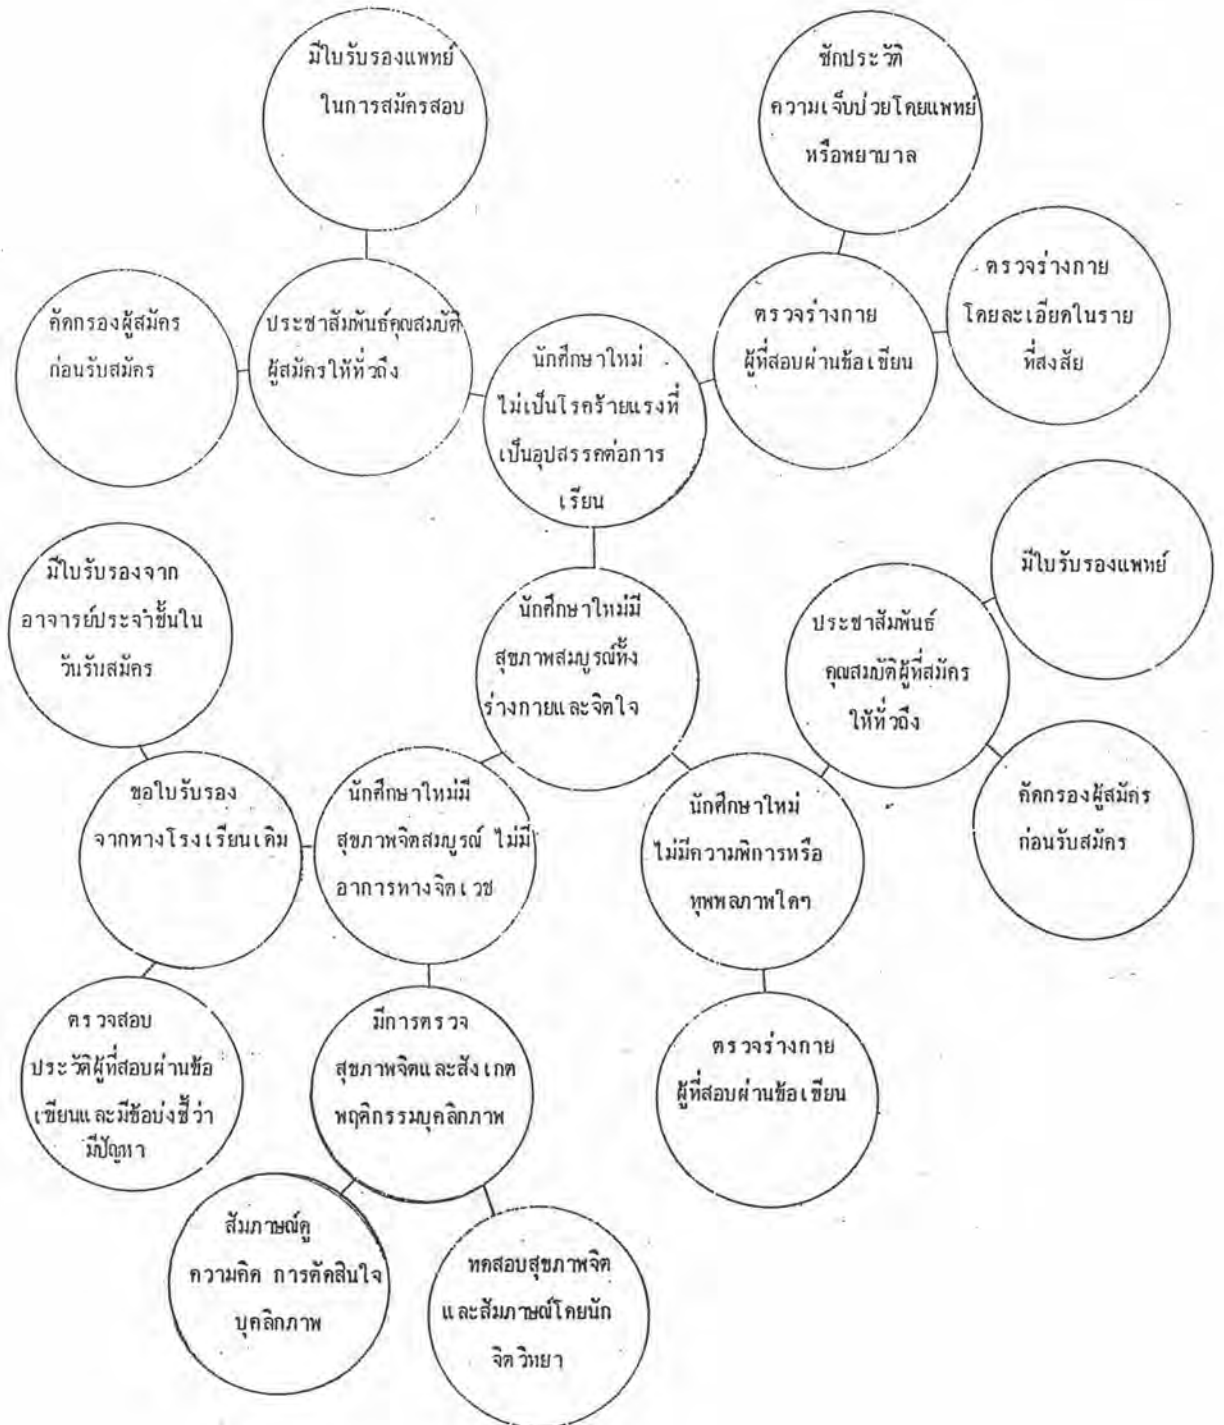 มีใบรับรองแพทย์
ในการสมัครสอบ
ซักประวัติ
ความเจ็บป่วยโดยแพทย์
หรือพยาบาล
คัดกรองผู้สมัคร
ก่อนรับสมัคร
ประชาสัมพันธ์คุณสมบัติ
ผู้สมัครให้ทั่วถึง
นักศึกษาใหม่
ไม่เป็นโรคร้ายแรงที่
เป็นอุปสรรคต่อการ
เรียน
ตรวจร่างกาย
ผู้ที่สอบผ่านข้อเขียน
ตรวจร่างกาย
โดยละเอียดในราย
ที่สงสัย
มีใบรับรองจาก
อาจารย์ประจำชั้นใน
วันรับสมัคร
นักศึกษาใหม่มี
สุขภาพสมบูรณ์ทั้ง
ร่างกายและจิตใจ
ประชาสัมพันธ์
คุณสมบัติผู้ที่สมัคร
ให้ทั่วถึง
มีใบรับรองแพทย์
ขอใบรับรอง
จากทางโรงเรียนเดิม
นักศึกษาใหม่มี
สุขภาพจิตสมบูรณ์ ไม่มี
อาการทางจิตเวช
นักศึกษาใหม่
ไม่มีความพิการหรือ
ทุพพลภาพใดๆ
คัดกรองผู้สมัคร
ก่อนรับสมัคร
ตรวจสอบ
ประวัติผู้ที่สอบผ่านข้อ
เขียนและมีข้อบ่งชี้ว่า
มีปัญหา
มีการตรวจ
สุขภาพจิตและสังเกต
พฤติกรรมบุคลิกภาพ
ตรวจร่างกาย
ผู้ที่สอบผ่านข้อเขียน
สัมภาษณ์ดู
ความคิด การตัดสินใจ
บุคลิกภาพ
ทดสอบสุขภาพจิต
และสัมภาษณ์โดยนัก
จิตวิทยา